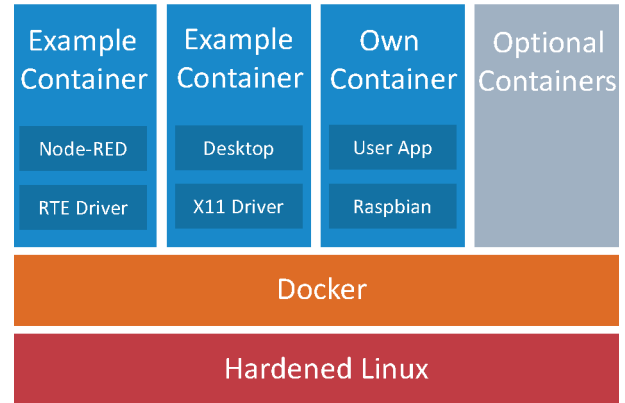 Example
Container
Node-RED
RTE Driver
Example
Container
Desktop
X11 Driver
Own
Container
User App
Raspbian
Optional
Containers
Docker
Hardened Linux